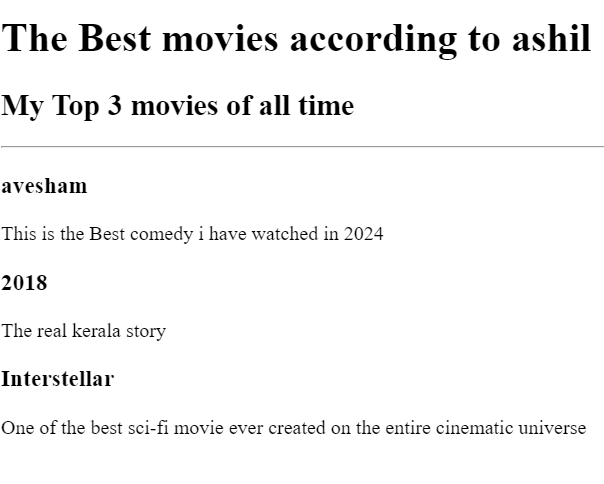 The Best movies according to ashil
My Top 3 movies of all time
avesham
This is the Best comedy i have watched in 2024
2018
The real kerala story
Interstellar
One of the best sci-fi movie ever created on the entire cinematic universe